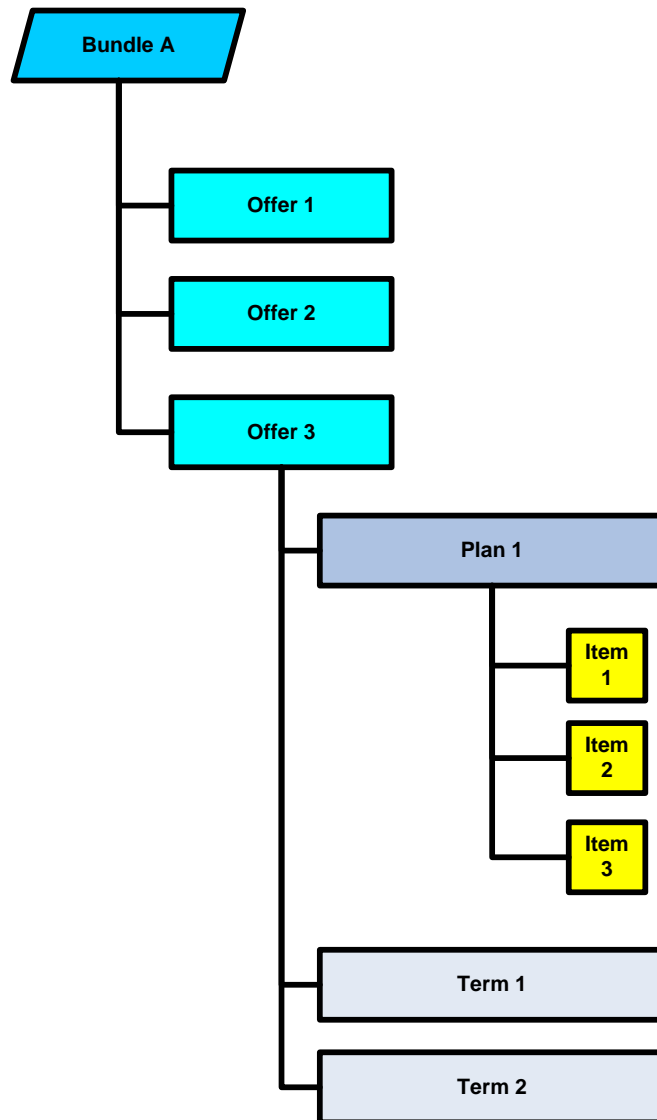 Bundle A
Offer 1
Offer 2
Offer 3
Plan 1
Item
1
Item
2
Item
3
Term 1
Term 2